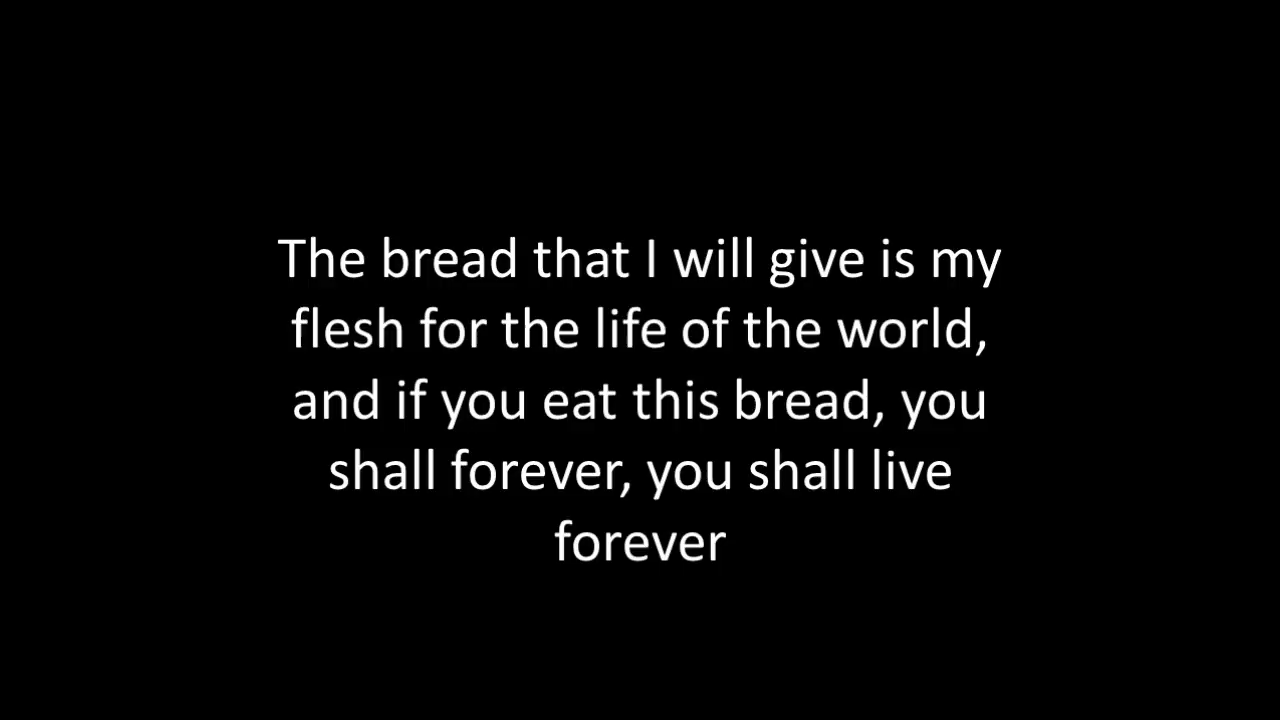 The bread that I will give is my
flesh for the life of the world,
and if you eat this bread, you
shall forever, you shall live
forever